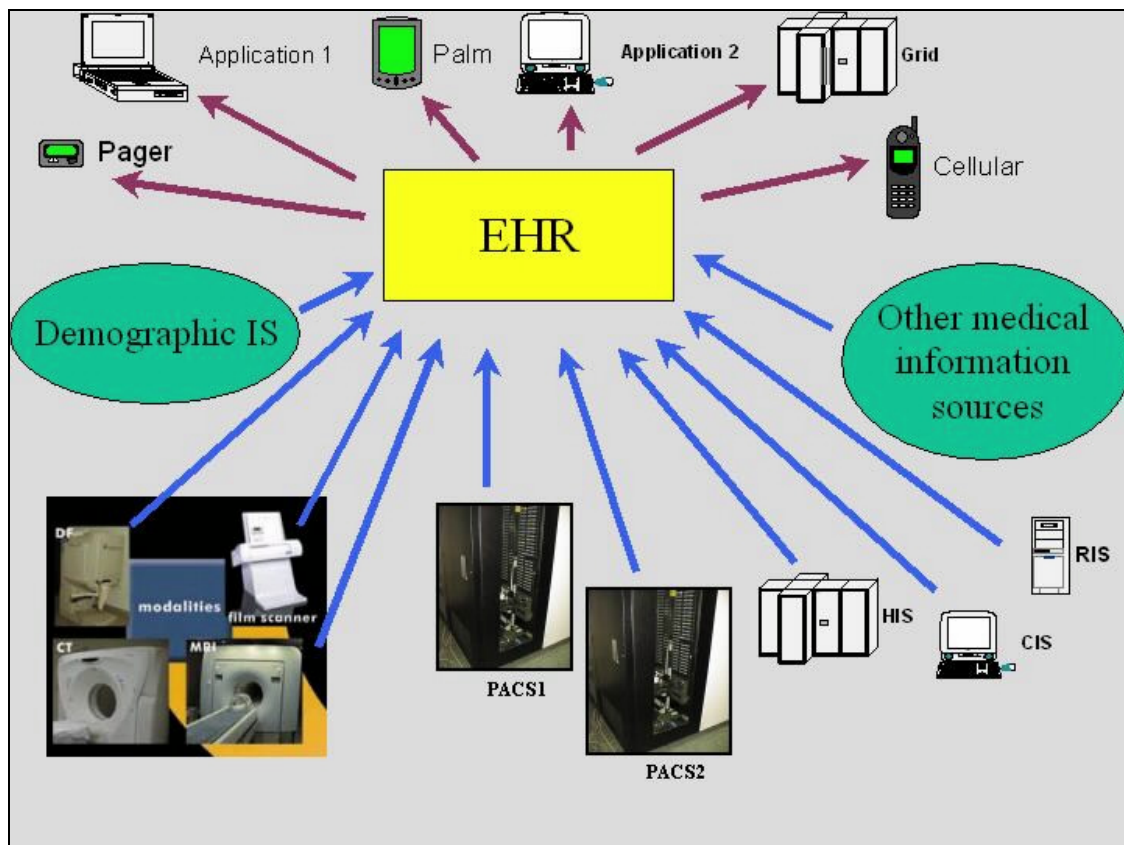 Application 1
Palm
Application 2
Grid
Pager
Cellular
EHR
Demographic IS
Other medical
information
sources
DF
modalities
film scanner
CT
MRI
PACS1
PACS2
HIS
CIS
RIS